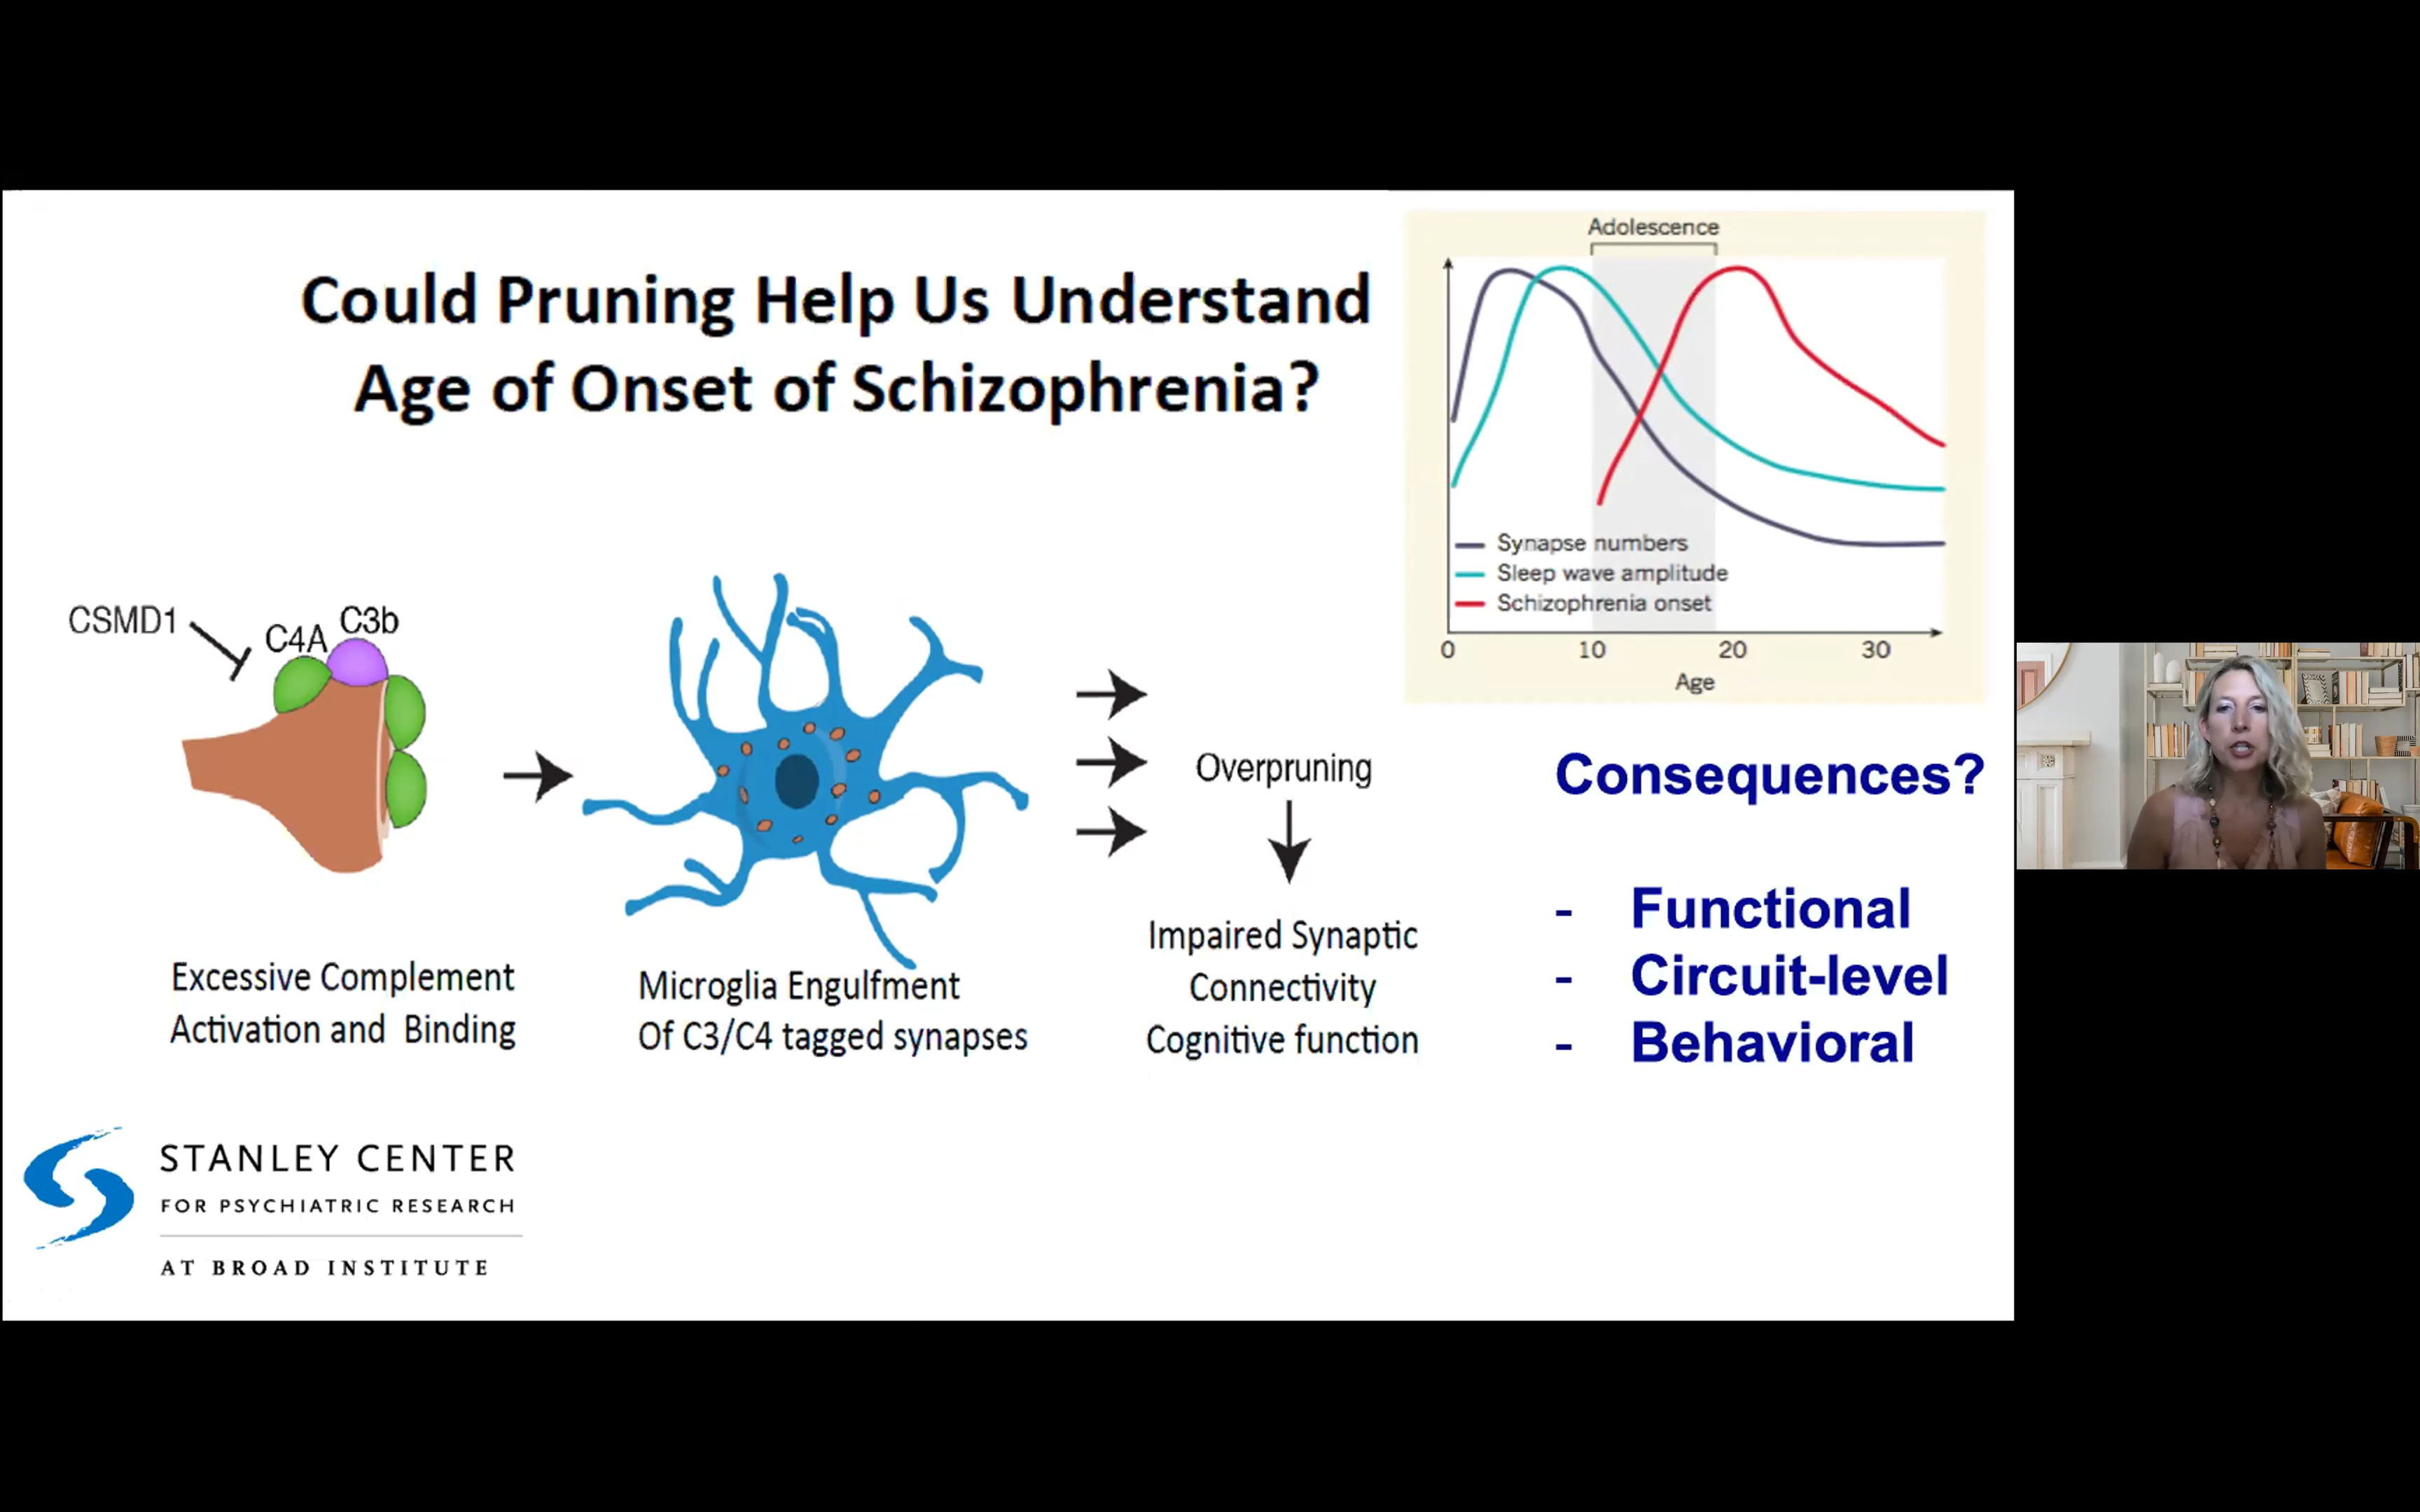 Could Pruning Help Us Understand
Age of Onset of Schizophrenia?
Adolescence
Synapse numbers
Sleep wave amplitude
Schizophrenia onset
0 10 20 30
Age
CSMD1
C4A
C3b
Excessive Complement
Activation and Binding
Microglia Engulfment
Of C3/C4 tagged synapses
Overpruning
Impaired Synaptic
Connectivity
Cognitive function
Consequences?
- Functional
- Circuit-level
- Behavioral
STANLEY CENTER
FOR PSYCHIATRIC RESEARCH
AT BROAD INSTITUTE